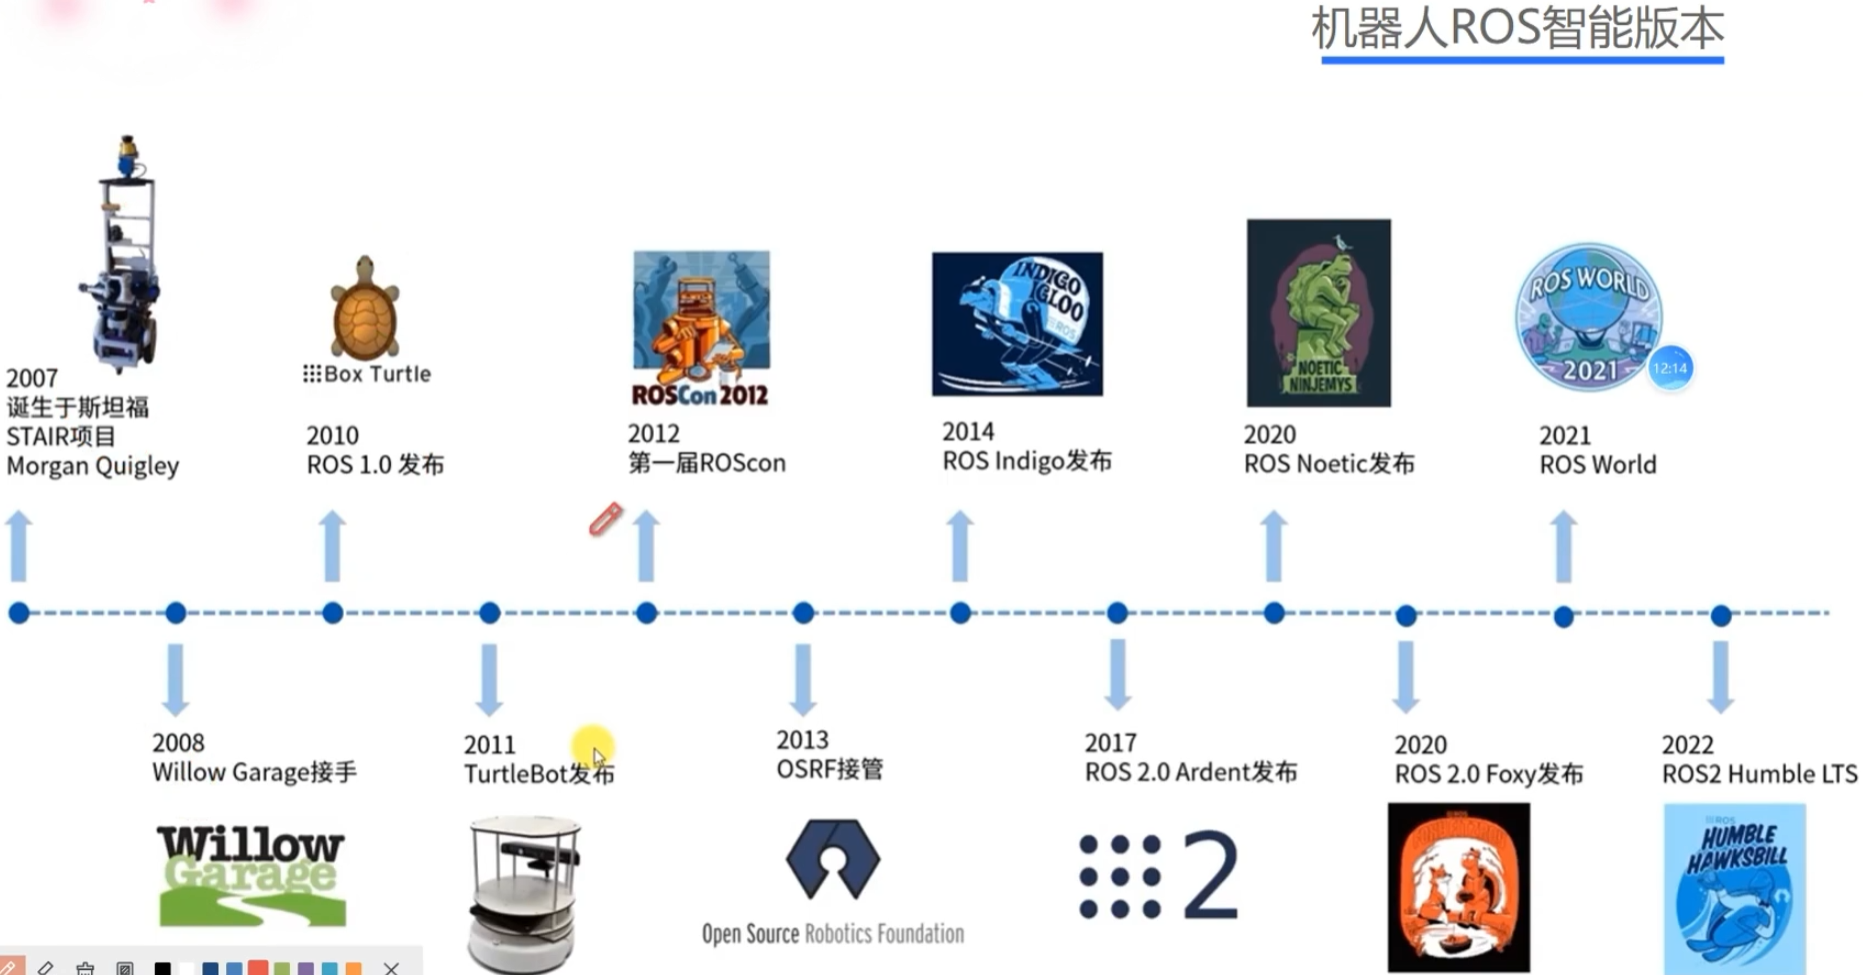 机器人ROS智能版本
Box Turtle
ROSCon 2012
INDIGO
IGLOO
ROS
NOETIC
NINJEMYS
ROS WORLD
2021
12:14
2007
诞生于斯坦福
STAIR项目
Morgan Quigley
2010
ROS 1.0 发布
2012
第一届ROScon
2014
ROS Indigo发布
2020
ROS Noetic发布
2021
ROS World
2008
Willow Garage接手
2011
TurtleBot发布
2013
OSRF接管
2017
ROS 2.0 Ardent发布
2020
ROS 2.0 Foxy发布
2022
ROS2 Humble LTS
Willow
Garage
Open Source Robotics Foundation
2
ROS
HUMBLE
HAWKSBILL